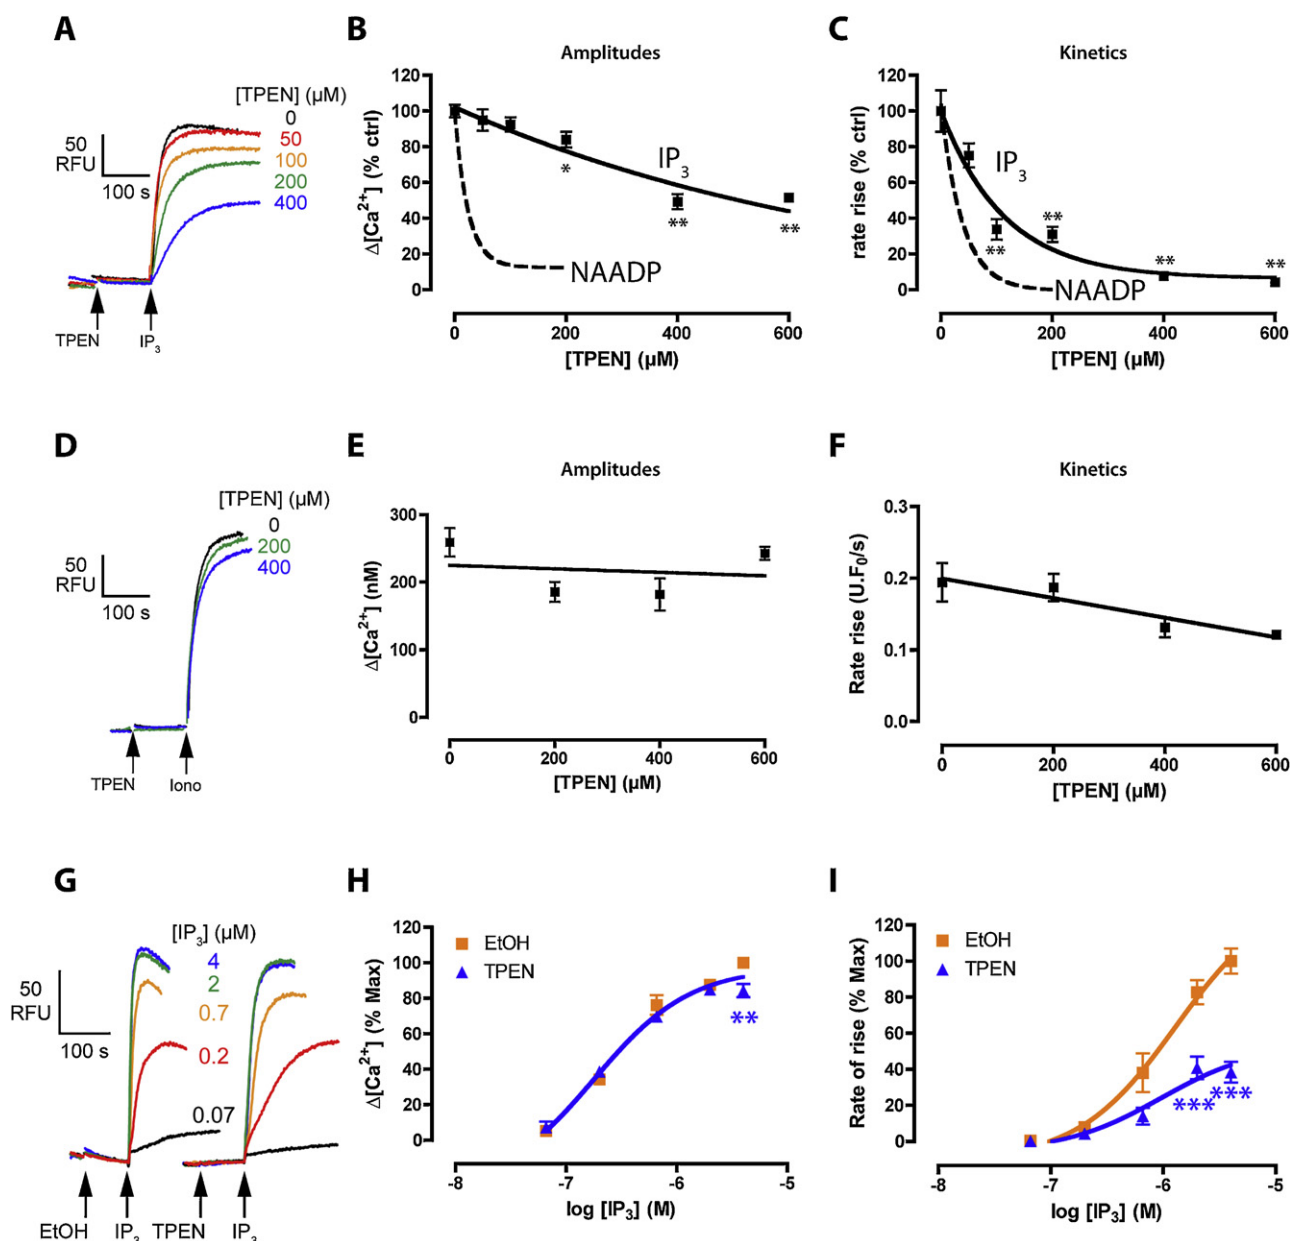 A
[TPEN] (µM)
0
50
100
200
400
50
RFU
100 s
TPEN
IP3
B
Amplitudes
Δ[Ca2+] (% ctrl)
120
100
80
60
40
20
0
IP3
NAADP
*
**
**
0 200 400 600
[TPEN] (µM)
C
Kinetics
rate rise (% ctrl)
120
100
80
60
40
20
0
IP3
NAADP
**
**
**
**
0 200 400 600
[TPEN] (µM)
D
[TPEN] (µM)
0
200
400
50
RFU
100 s
TPEN
Iono
E
Amplitudes
Δ[Ca2+] (nM)
300
200
100
0
0 200 400 600
[TPEN] (µM)
F
Kinetics
Rate rise (U.F0/s)
0.3
0.2
0.1
0.0
0 200 400 600
[TPEN] (µM)
G
[IP3] (µM)
4
2
0.7
0.2
0.07
50
RFU
100 s
EtOH IP3 TPEN IP3
H
Δ[Ca2+] (% Max)
120
100
80
60
40
20
0
EtOH
TPEN
**
-8 -7 -6 -5
log [IP3] (M)
I
Rate of rise (% Max)
120
100
80
60
40
20
0
EtOH
TPEN
***
***
-8 -7 -6 -5
log [IP3] (M)